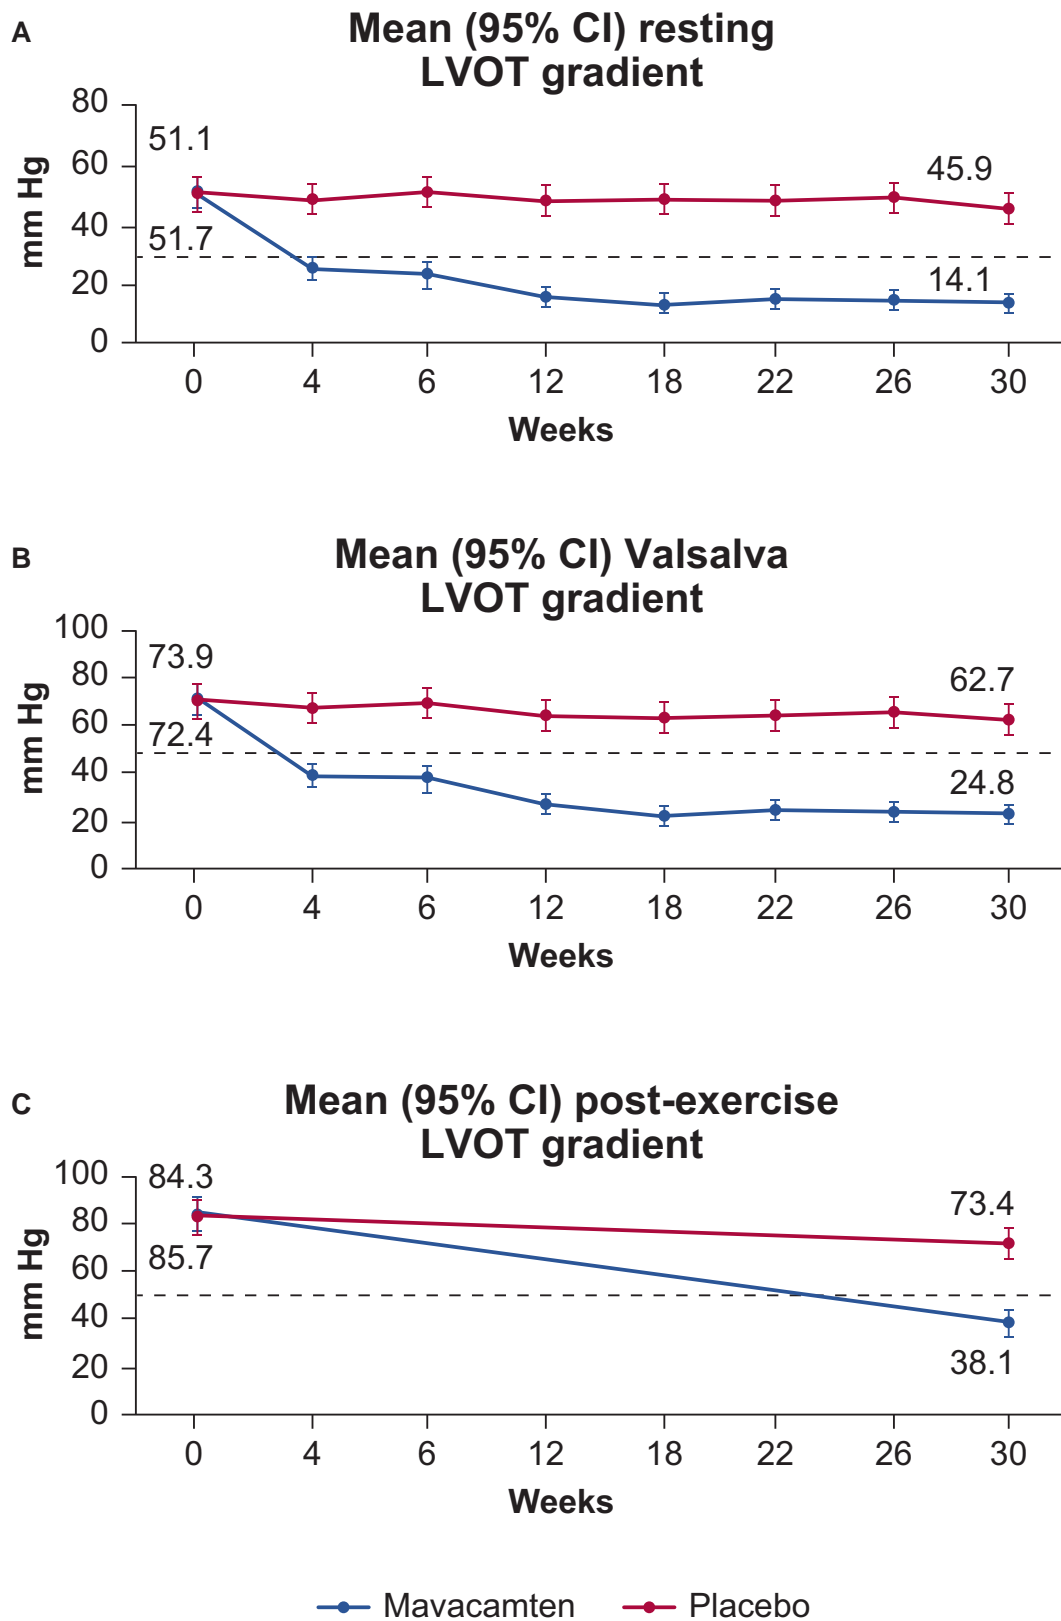 A
Mean (95% CI) resting
LVOT gradient
mm Hg
80
60
40
20
0
51.1
51.7
45.9
14.1
0 4 6 12 18 22 26 30
Weeks
B
Mean (95% CI) Valsalva
LVOT gradient
mm Hg
100
80
60
40
20
0
73.9
72.4
62.7
24.8
0 4 6 12 18 22 26 30
Weeks
C
Mean (95% CI) post-exercise
LVOT gradient
mm Hg
100
80
60
40
20
0
84.3
85.7
73.4
38.1
0 4 6 12 18 22 26 30
Weeks
Mavacamten Placebo